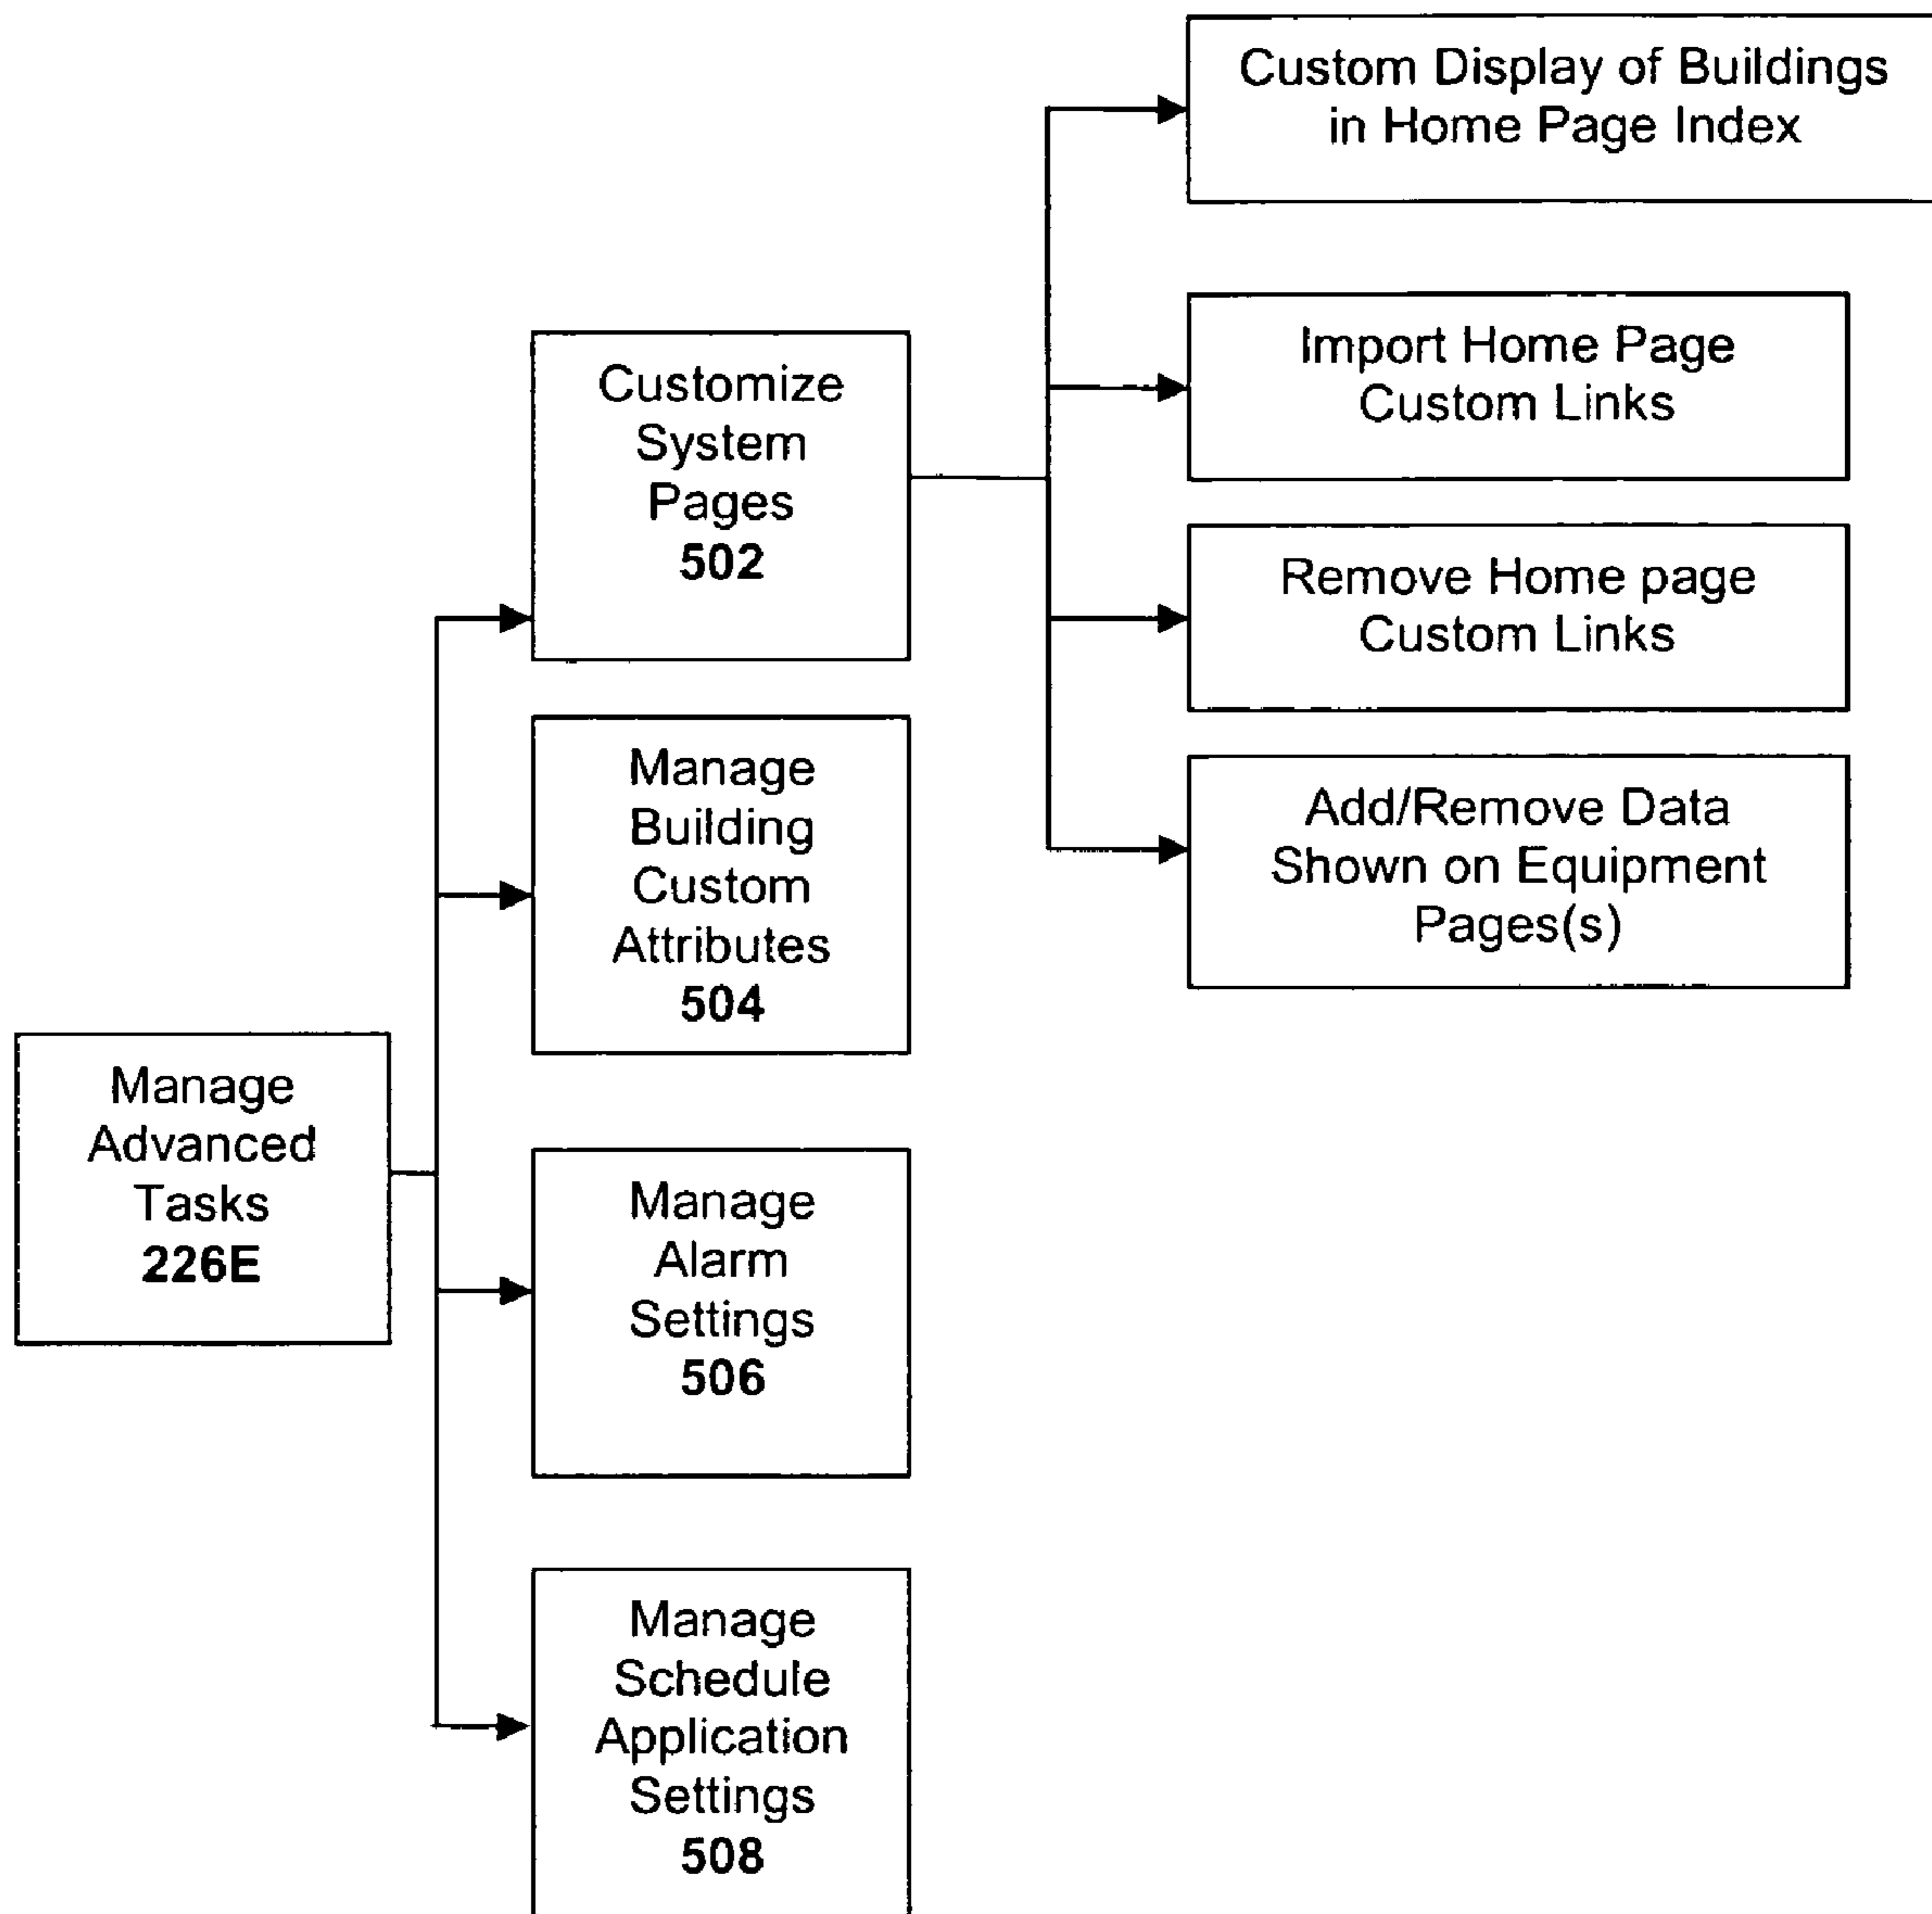 Custom Display of Buildings
in Home Page Index
Import Home Page
Custom Links
Remove Home page
Custom Links
Add/Remove Data
Shown on Equipment
Pages(s)
Customize
System
Pages
502
Manage
Building
Custom
Attributes
504
Manage
Advanced
Tasks
226E
Manage
Alarm
Settings
506
Manage
Schedule
Application
Settings
508